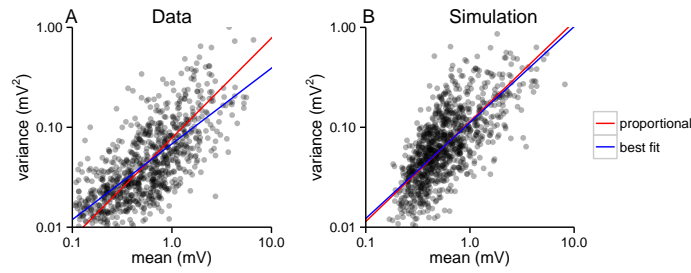 A
Data
B
Simulation
1.00
0.10
0.01
variance (mV²)
0.1
1.0
10.0
mean (mV)
1.00
0.10
0.01
variance (mV²)
0.1
1.0
10.0
mean (mV)
proportional
best fit